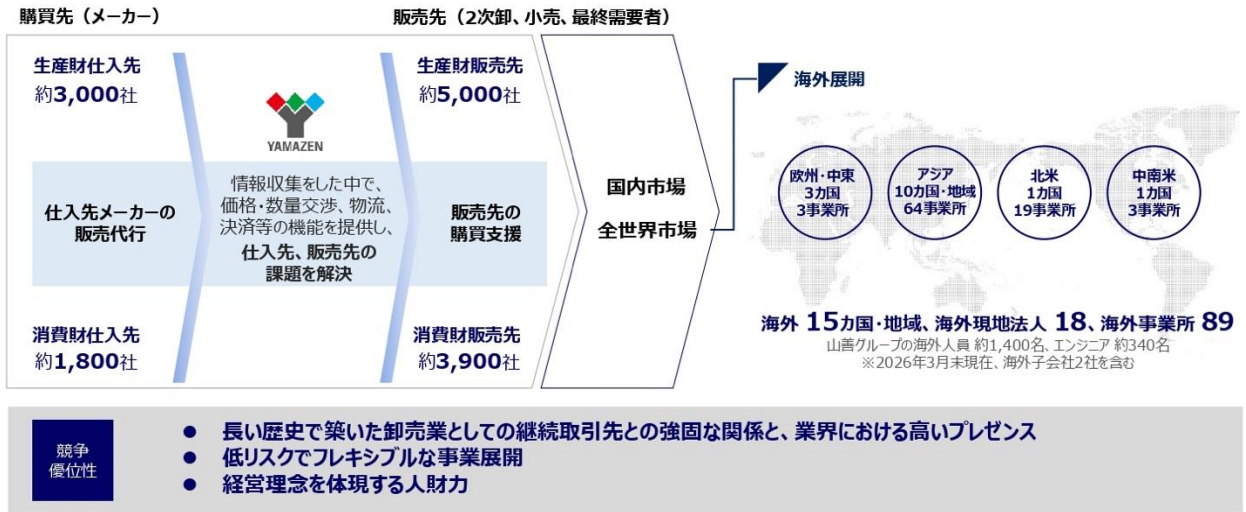 購買先（メーカー）
販売先（2次卸、小売、最終需要者）
生産財仕入先
約3,000社
生産財販売先
約5,000社
YAMAZEN
仕入先メーカーの
販売代行
情報収集をした中で、
価格・数量交渉、物流、
決済等の機能を提供し、
仕入先、販売先の
課題を解決
販売先の
購買支援
消費財仕入先
約1,800社
消費財販売先
約3,900社
国内市場
全世界市場
海外展開
欧州・中東
3カ国
3事業所
アジア
10カ国・地域
64事業所
北米
1カ国
19事業所
中南米
1カ国
3事業所
海外 15カ国・地域、海外現地法人 18、海外事業所 89
山善グループの海外人員 約1,400名、エンジニア 約340名
※2026年3月末現在、海外子会社2社を含む
競争
優位性
● 長い歴史で築いた卸売業としての継続取引先との強固な関係と、業界における高いプレゼンス
● 低リスクでフレキシブルな事業展開
● 経営理念を体現する人財力